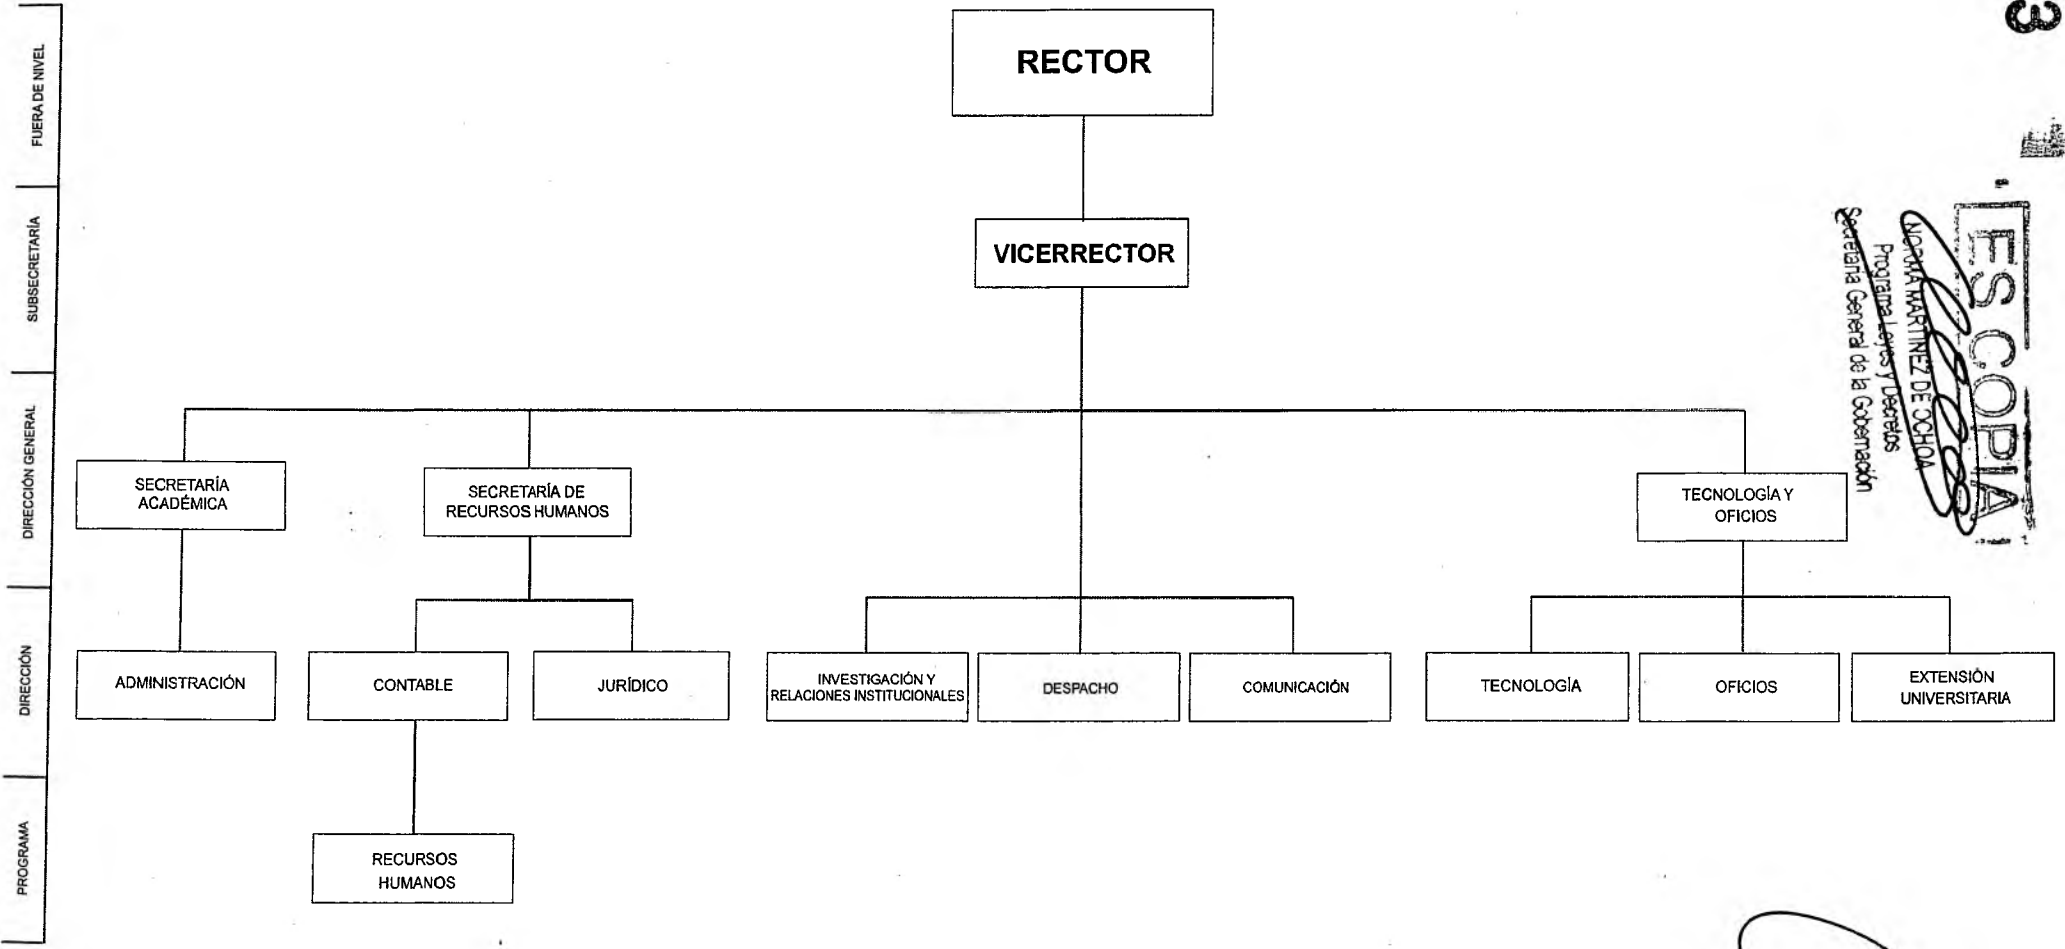 3
RECTOR
FUERA DE NIVEL
ES COPIA
NORMA MARTINEZ DE OCHOA
Programa Leyes y Decretos
Secretaria General de la Gobernación
SUBSECRETARÍA
VICERRECTOR
DIRECCIÓN GENERAL
SECRETARÍA
ACADÉMICA
SECRETARÍA DE
RECURSOS HUMANOS
TECNOLOGÍA Y
OFICIOS
DIRECCIÓN
ADMINISTRACIÓN
CONTABLE
JURÍDICO
INVESTIGACIÓN Y
RELACIONES INSTITUCIONALES
DESPACHO
COMUNICACIÓN
TECNOLOGÍA
OFICIOS
EXTENSIÓN
UNIVERSITARIA
PROGRAMA
RECURSOS
HUMANOS